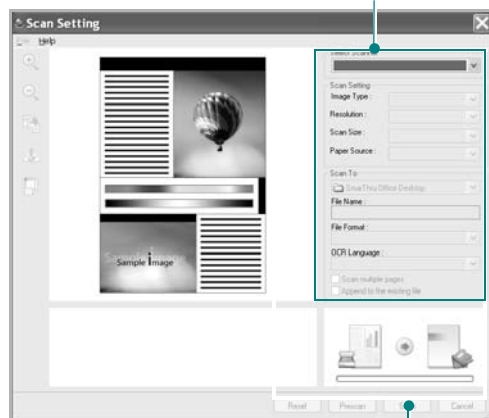 Scan Setting
Help
Select Scanner
Scan Setting
Image Type :
Resolution :
Scan Size :
Paper Source :
Scan To
SmarThru Office Desktop
File Name :
File Format :
OCR Language :
Scan multiple pages
Append to the existing file
Sample image
Reset
Prescan
Cancel